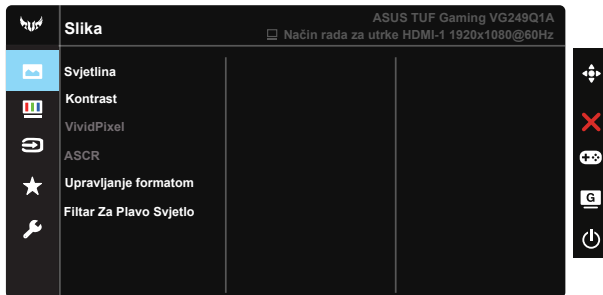 Slika
ASUS TUF Gaming VG249Q1A
Način rada za utrke HDMI-1 1920x1080@60Hz
Svjetlina
Kontrast
VividPixel
ASCR
Upravljanje formatom
Filtar Za Plavo Svjetlo
G